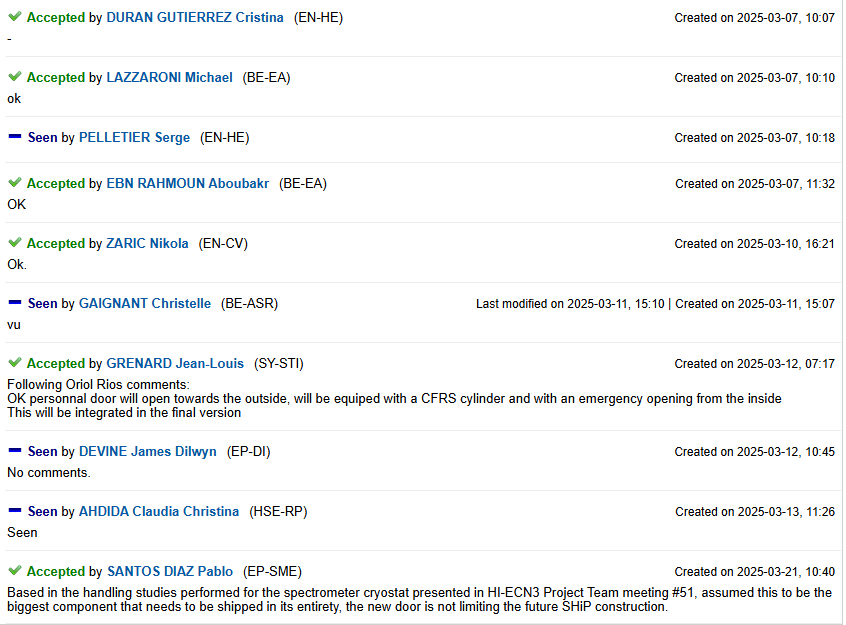 Accepted by DURAN GUTIERREZ Cristina (EN-HE) Created on 2025-03-07, 10:07
-
Accepted by LAZZARONI Michael (BE-EA) Created on 2025-03-07, 10:10
ok
Seen by PELLETIER Serge (EN-HE) Created on 2025-03-07, 10:18
Accepted by EBN RAHMOUN Aboubakr (BE-EA) Created on 2025-03-07, 11:32
OK
Accepted by ZARIC Nikola (EN-CV) Created on 2025-03-10, 16:21
Ok.
Seen by GAIGNANT Christelle (BE-ASR) Last modified on 2025-03-11, 15:10 | Created on 2025-03-11, 15:07
vu
Accepted by GRENARD Jean-Louis (SY-STI) Created on 2025-03-12, 07:17
Following Oriol Rios comments:
OK personnal door will open towards the outside, will be equiped with a CFRS cylinder and with an emergency opening from the inside
This will be integrated in the final version
Seen by DEVINE James Dilwyn (EP-DI) Created on 2025-03-12, 10:45
No comments.
Seen by AHDIDA Claudia Christina (HSE-RP) Created on 2025-03-13, 11:26
Seen
Accepted by SANTOS DIAZ Pablo (EP-SME) Created on 2025-03-21, 10:40
Based in the handling studies performed for the spectrometer cryostat presented in HI-ECN3 Project Team meeting #51, assumed this to be the
biggest component that needs to be shipped in its entirety, the new door is not limiting the future SHiP construction.